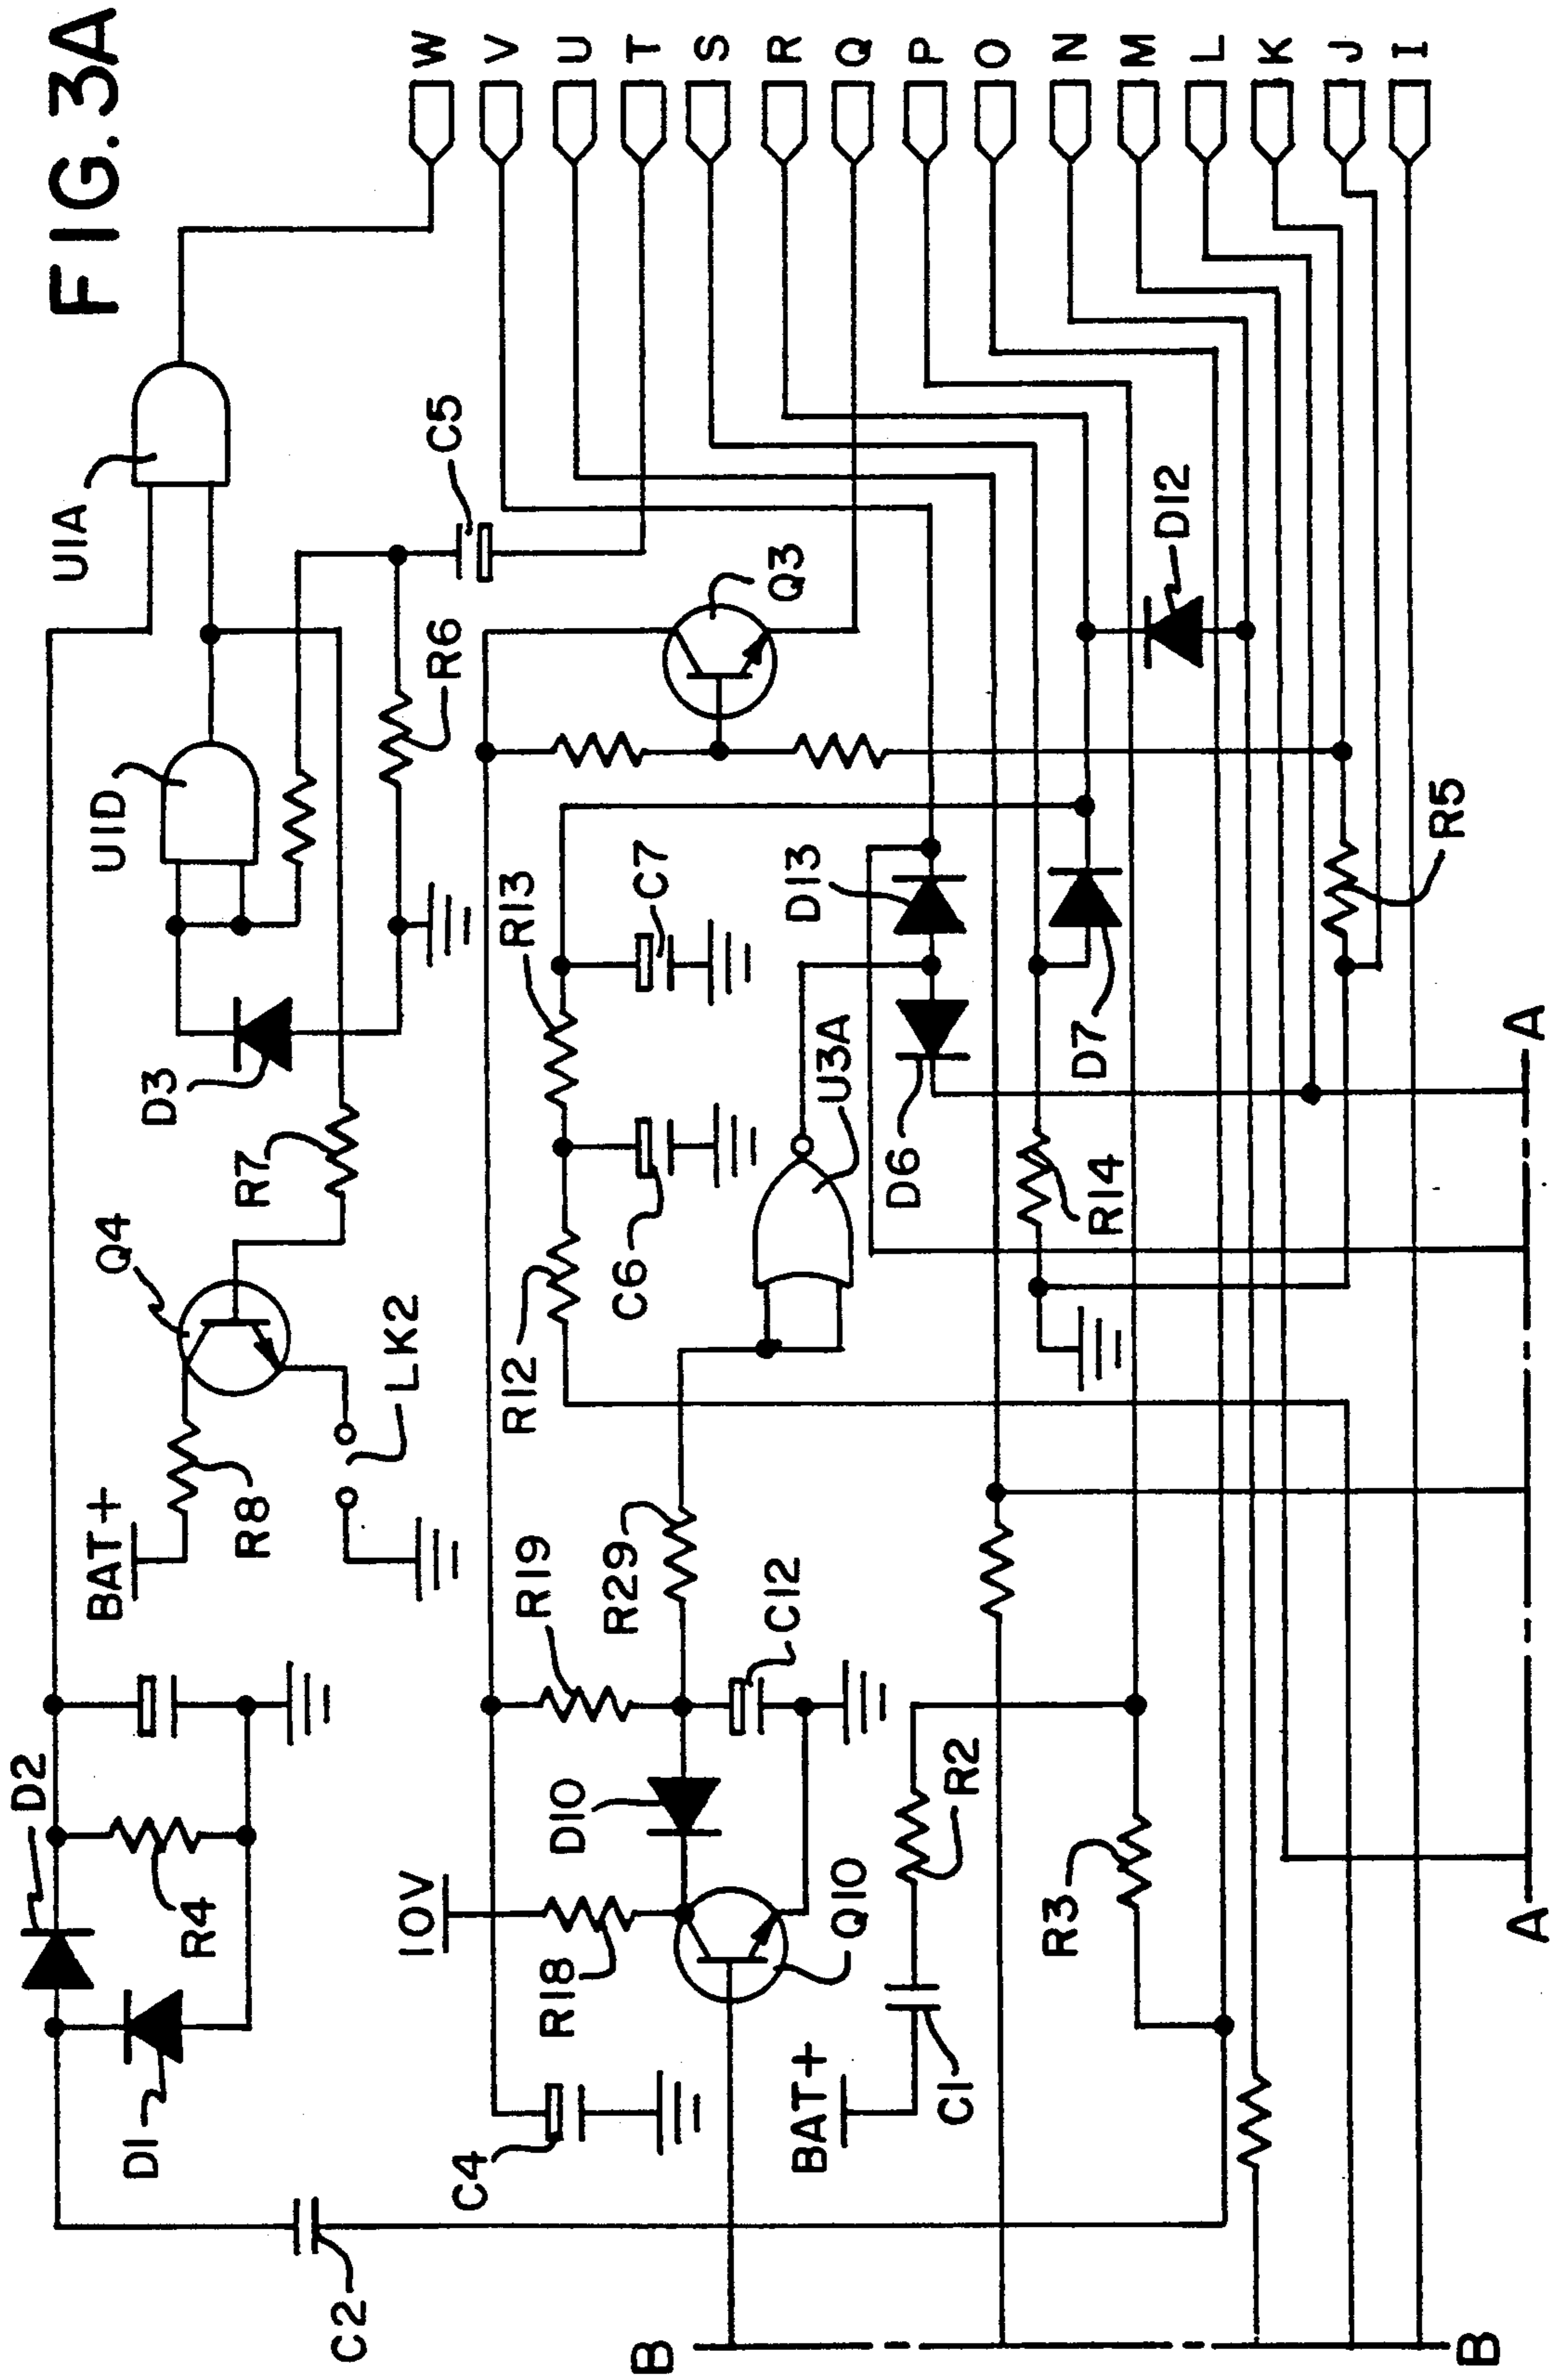 FIG. 3A
W
V
U
T
S
R
Q
P
O
N
M
L
K
J
I
U1A
C5
U1D
R6
Q3
D12
D3
R13
C7
D13
R5
R7
Q4
C6
U3A
D7
D6
R14
R12
LK2
BAT+
R8
R19
R29
C12
D2
R4
D10
10V
R18
Q10
R2
R3
D1
C4
BAT+
C1
C2
A
A
B
B